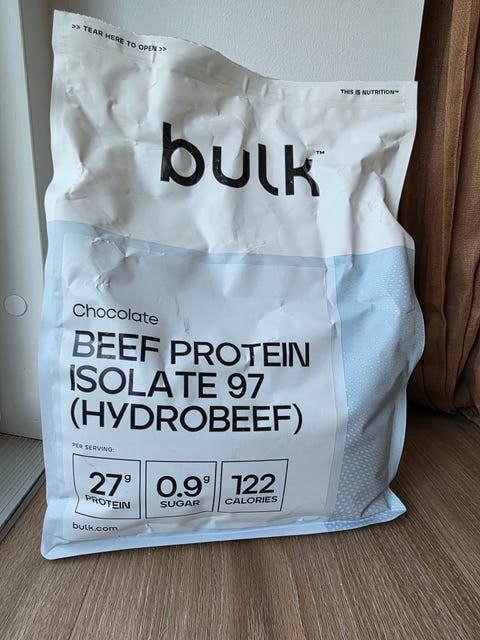 >> TEAR HERE TO OPEN >>
THIS IS NUTRITION™
bulk™
Chocolate
BEEF PROTEIN
ISOLATE 97
(HYDROBEEF)
PER SERVING:
27g
PROTEIN
0.9g
SUGAR
122
CALORIES
bulk.com